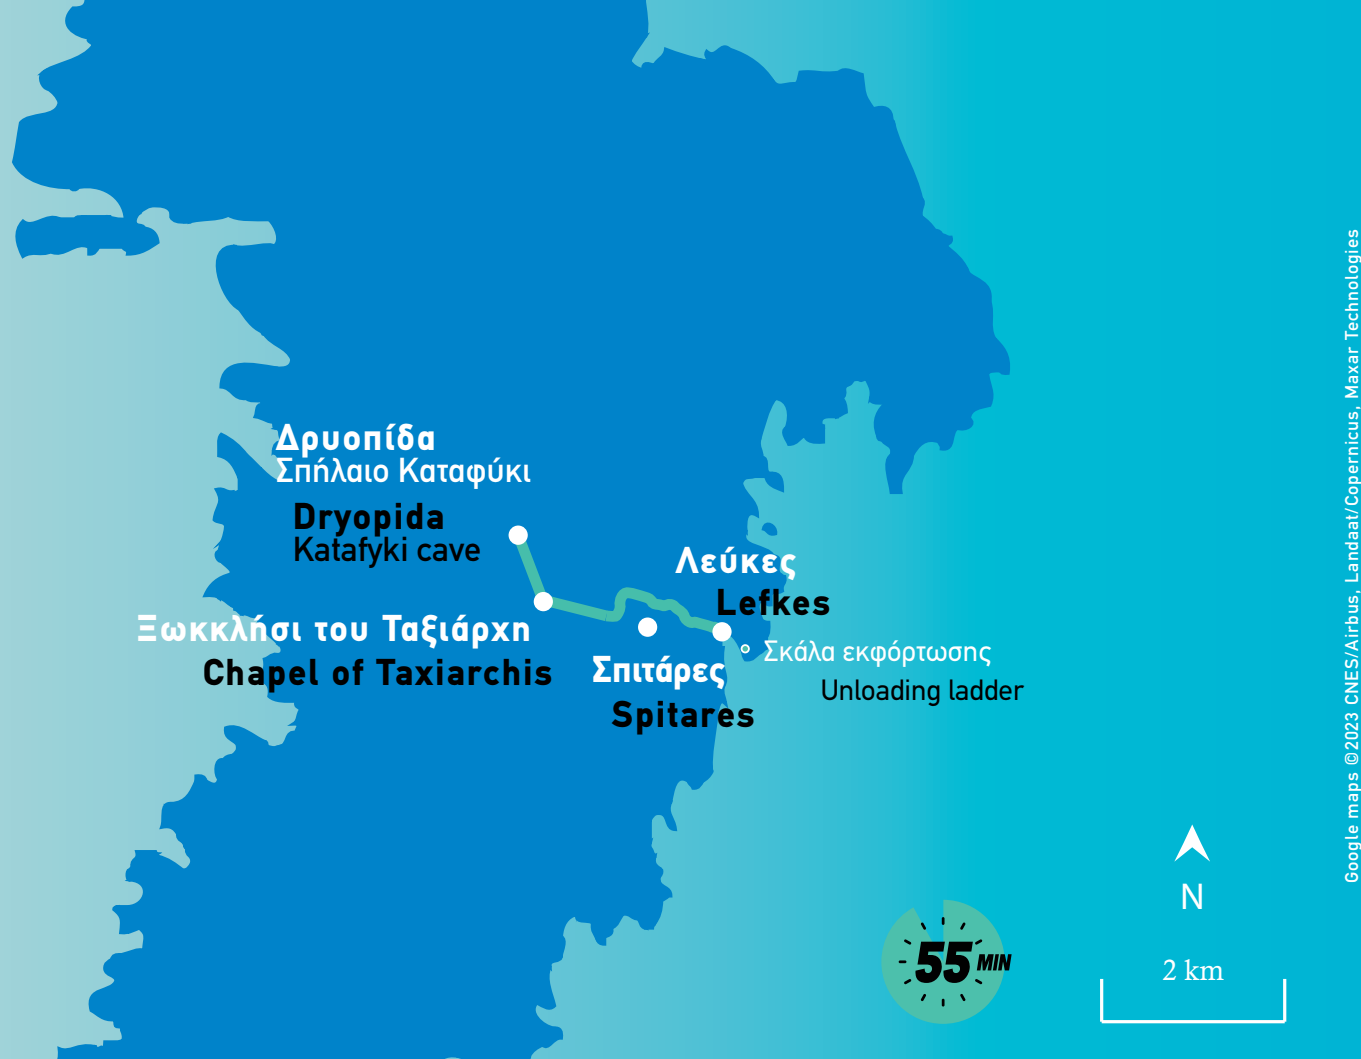 Δρυοπίδα
Σπήλαιο Καταφύκι
Dryopida
Katafyki cave
Λεύκες
Lefkes
Ξωκκλήσι του Ταξιάρχη
Chapel of Taxiarchis
Σπιτάρες
Spitares
Σκάλα εκφόρτωσης
Unloading ladder
55 MIN
N
2 km
Google maps ©2023 CNES/Airbus, Landaat/Copernicus, Maxar Technologies